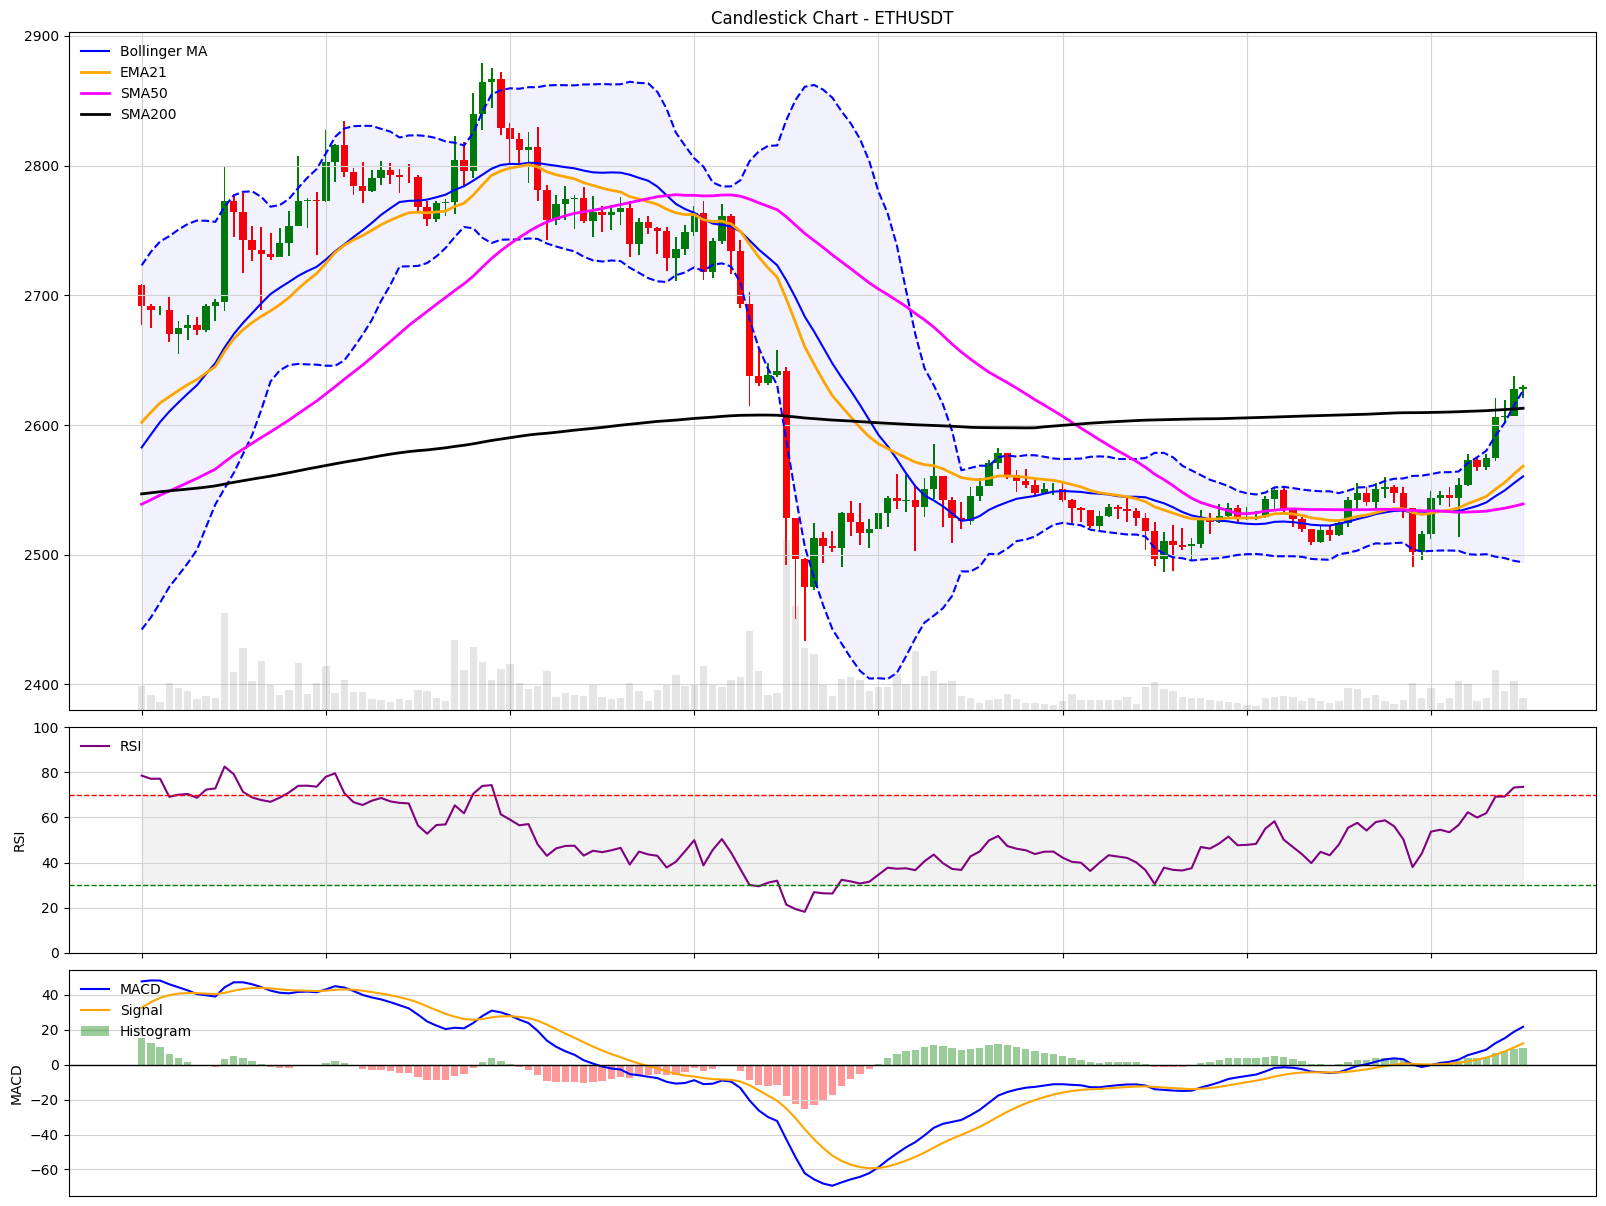 Candlestick Chart - ETHUSDT
2900
2800
2700
2600
2500
2400
Bollinger MA
EMA21
SMA50
SMA200
100
80
60
40
20
0
RSI
RSI
40
20
0
−20
−40
−60
MACD
MACD
Signal
Histogram